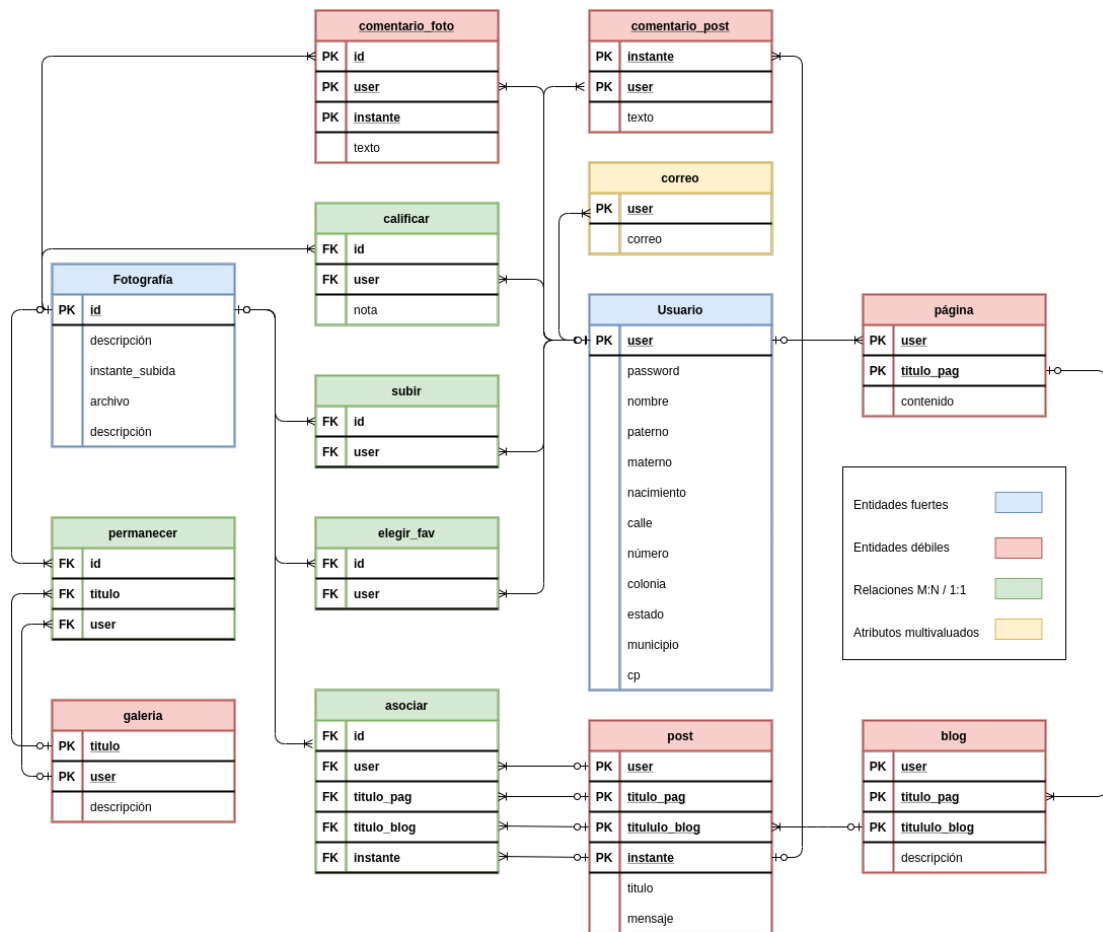 comentario_foto
PK id
PK user
PK instante
texto
comentario_post
PK instante
PK user
texto
correo
PK user
correo
calificar
FK id
FK user
nota
Fotografía
PK id
descripción
instante_subida
archivo
descripción
Usuario
PK user
password
nombre
paterno
materno
nacimiento
calle
número
colonia
estado
municipio
cp
página
PK user
titulo_pag
PK
contenido
subir
FK id
FK user
Entidades fuertes
Entidades débiles
Relaciones M:N / 1:1
Atributos multivaluados
permanecer
FK id
FK titulo
FK user
elegir_fav
FK id
FK user
galeria
PK titulo
PK user
descripción
asociar
FK id
FK user
FK titulo_pag
FK titulo_blog
FK instante
post
PK user
PK titulo_pag
PK titululo_blog
PK instante
titulo
mensaje
blog
PK user
PK titulo_pag
PK titululo_blog
descripción